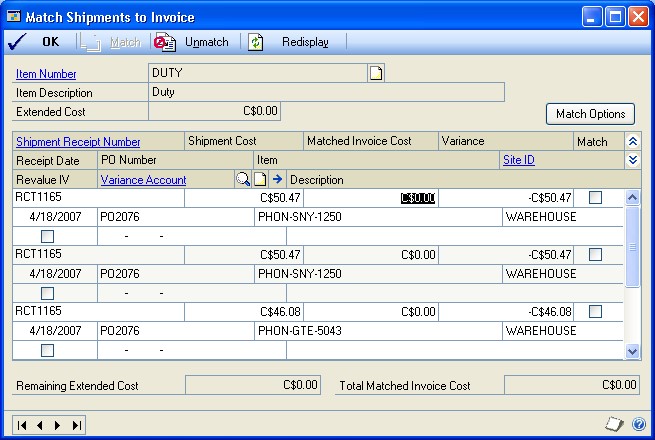 Match Shipments to Invoice
OK Match Unmatch Redisplay
Item Number DUTY
Item Description Duty
Extended Cost C$0.00
Match Options
Shipment Receipt Number Shipment Cost Matched Invoice Cost Variance Match
Receipt Date PO Number Item Site ID
Revalue IV Variance Account Description
RCT1165 C$50.47 C$0.00 -C$50.47
4/18/2007 PO2076 PHON-SNY-1250 WAREHOUSE
- -
RCT1165 C$50.47 C$0.00 -C$50.47
4/18/2007 PO2076 PHON-SNY-1250 WAREHOUSE
- -
RCT1165 C$46.08 C$0.00 -C$46.08
4/18/2007 PO2076 PHON-GTE-5043 WAREHOUSE
- -
Remaining Extended Cost C$0.00 Total Matched Invoice Cost C$0.00